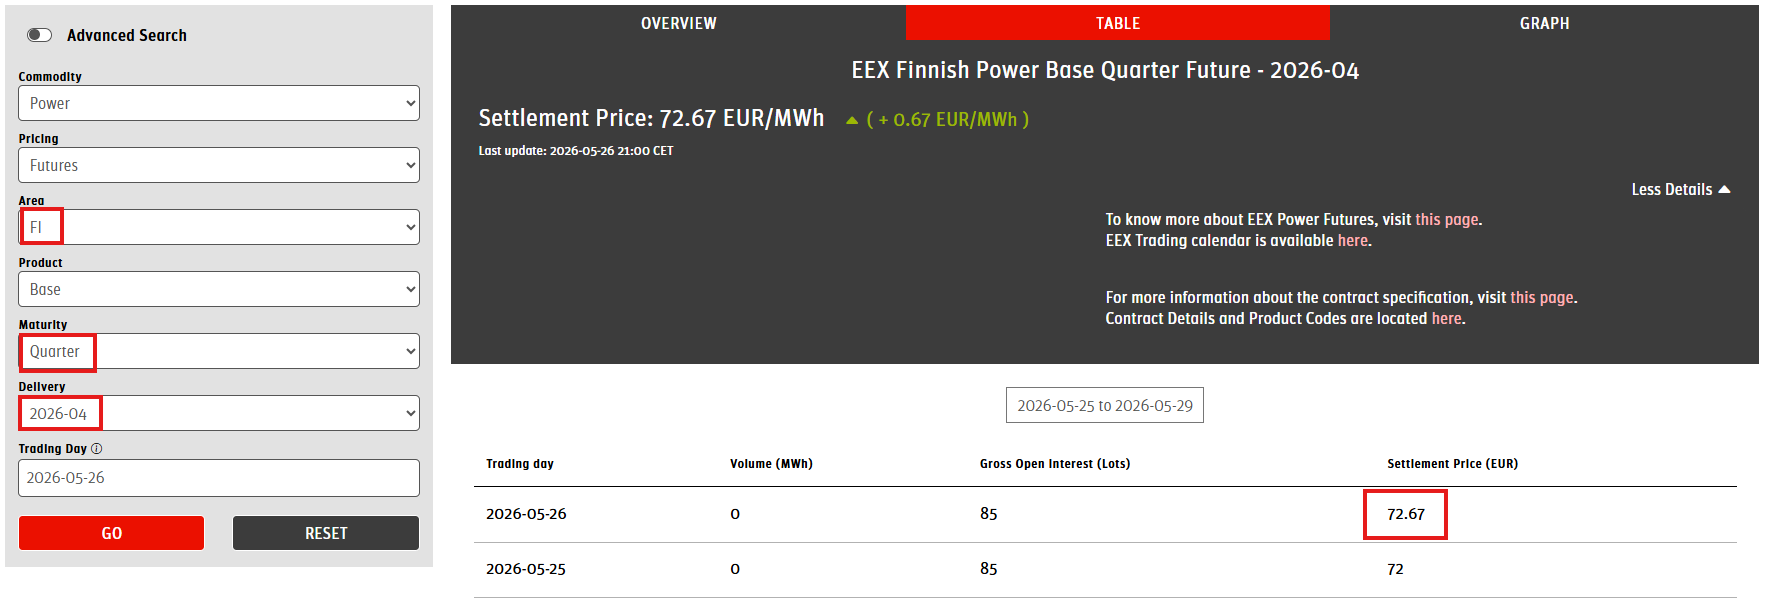 Advanced Search
Commodity
Power
Pricing
Futures
Area
FI
Product
Base
Maturity
Quarter
Delivery
2026-04
Trading Day
2026-05-26
GO RESET
OVERVIEW TABLE GRAPH
EEX Finnish Power Base Quarter Future - 2026-04
Settlement Price: 72.67 EUR/MWh ( + 0.67 EUR/MWh )
Last update: 2026-05-26 21:00 CET
Less Details
To know more about EEX Power Futures, visit this page.
EEX Trading calendar is available here.
For more information about the contract specification, visit this page.
Contract Details and Product Codes are located here.
2026-05-25 to 2026-05-29
Trading day Volume (MWh) Gross Open Interest (Lots) Settlement Price (EUR)
2026-05-26 0 85 72.67
2026-05-25 0 85 72